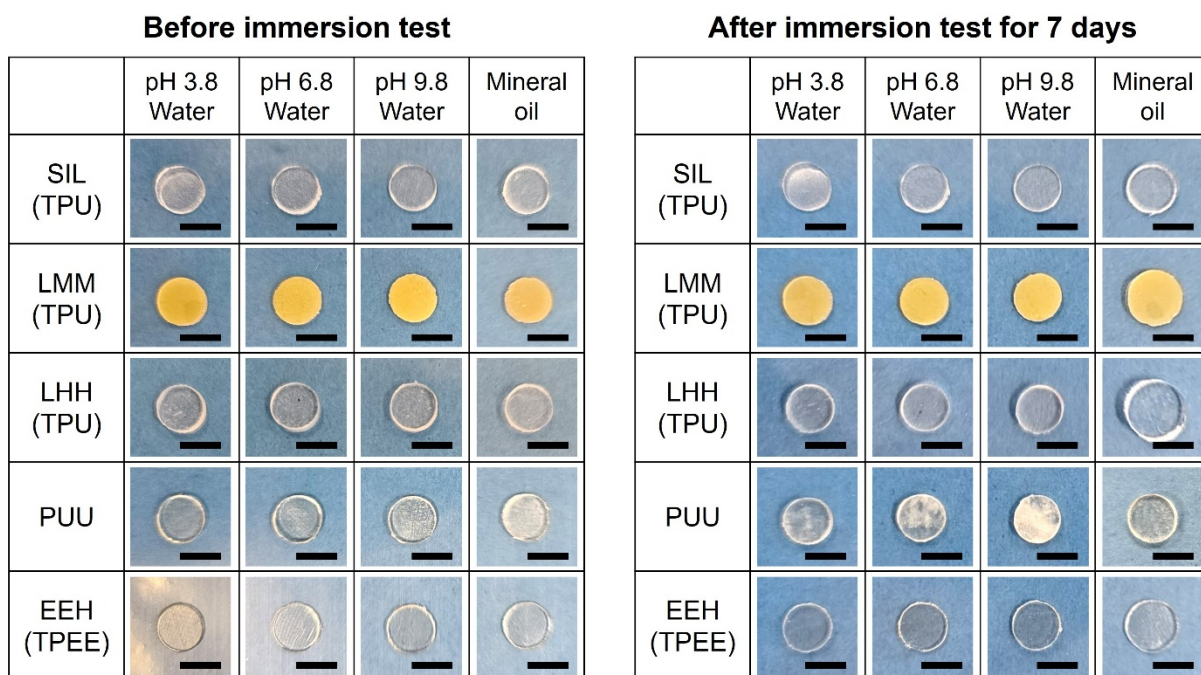 Before immersion test
pH 3.8 Water
pH 6.8 Water
pH 9.8 Water
Mineral oil
SIL
(TPU)
LMM
(TPU)
LHH
(TPU)
PUU
EEH
(TPEE)
After immersion test for 7 days
pH 3.8 Water
pH 6.8 Water
pH 9.8 Water
Mineral oil
SIL
(TPU)
LMM
(TPU)
LHH
(TPU)
PUU
EEH
(TPEE)